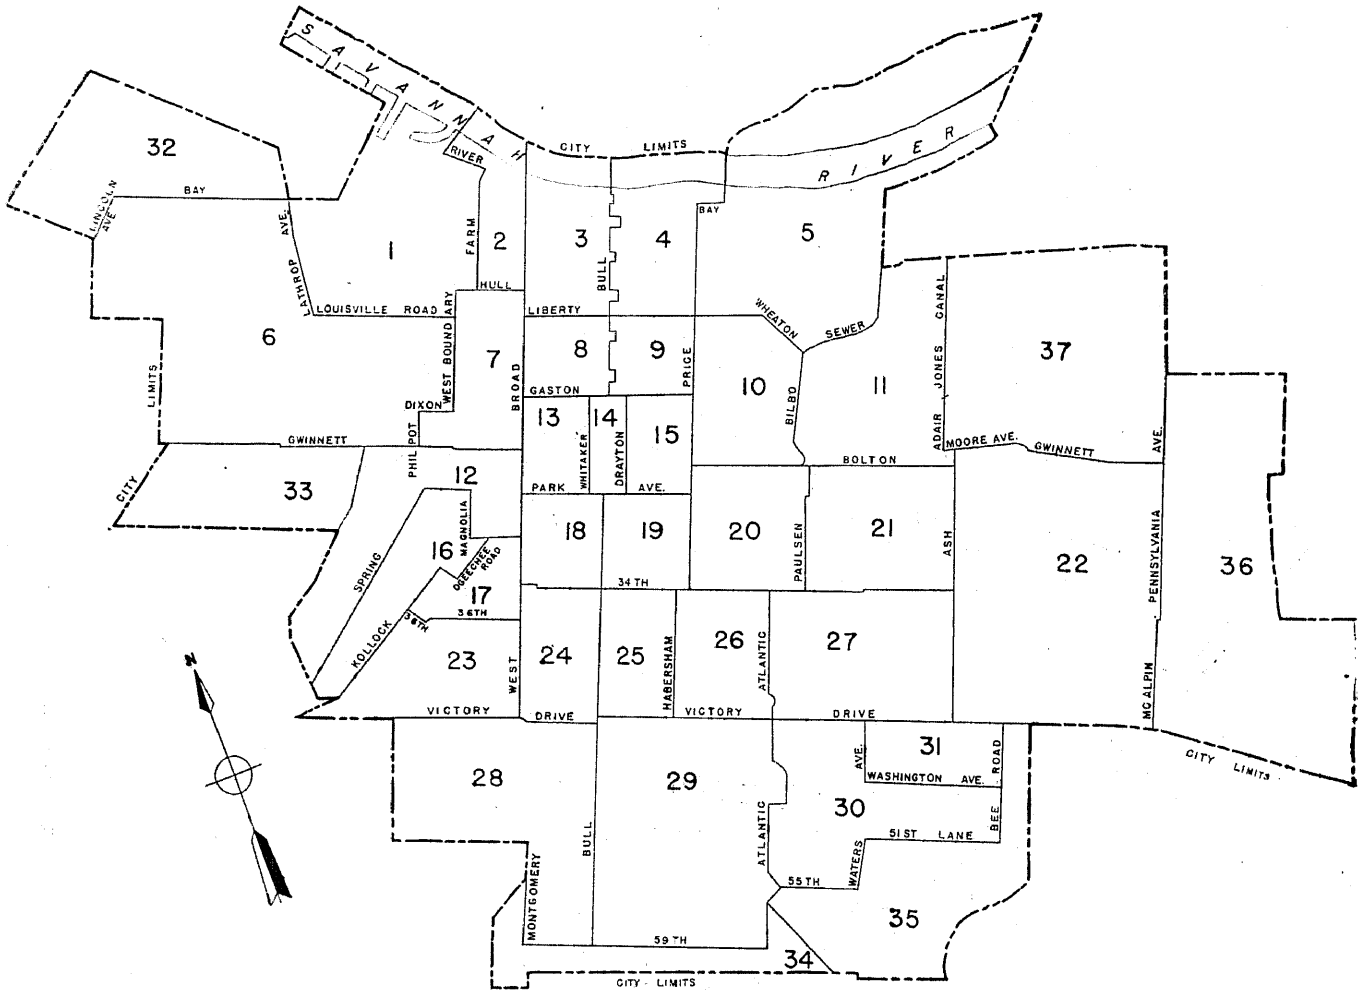 SAVANNAH
RIVER
CITY LIMITS
32
LINCOLN AVE
BAY
LATHROP AVE.
1
FARM
RIVER
2
3
BULL
4
BAY
5
HULL
LOUISVILLE ROAD
LIBERTY
WHEATON
SEWER
ADAIR JONES CANAL
37
6
WEST BOUNDARY
7
BROAD
8
9
PRICE
10
BILBO
11
LIMITS
DIXON
GASTON
13
WHITAKER
14
DRAYTON
15
MOORE AVE.
GWINNETT
AVE.
GWINNETT
PHILPOT
12
BOLTON
CITY
33
PARK AVE.
SPRING
16
MAGNOLIA
OGEECHEE ROAD
18
19
20
PAULSEN
21
ASH
22
PENNSYLVANIA
36
17
34TH
36TH
38TH
KOLLOCK
23
WEST
24
25
HABERSHAM
26
ATLANTIC
27
MC ALPIN
N
VICTORY DRIVE
VICTORY DRIVE
CITY LIMITS
28
BULL
29
ATLANTIC
AVE.
31
ROAD
WASHINGTON AVE.
30
BEE
51ST LANE
WATERS
55TH
MONTGOMERY
35
59TH
34
CITY - LIMITS